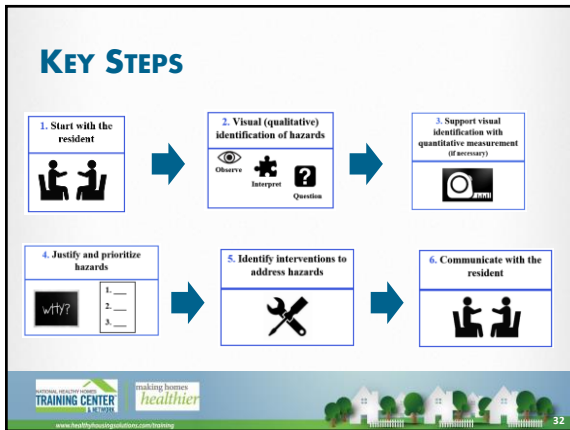 KEY STEPS
1. Start with the
resident
2. Visual (qualitative)
identification of hazards
Observe
Interpret
?
Question
3. Support visual
identification with
quantitative measurement
(if necessary)
4. Justify and prioritize
hazards
WHY?
1. __
2. __
3. __
5. Identify interventions to
address hazards
6. Communicate with the
resident
NATIONAL HEALTHY HOMES
TRAINING CENTER
& NETWORK
making homes
healthier
www.healthyhousingsolutions.com/training
32